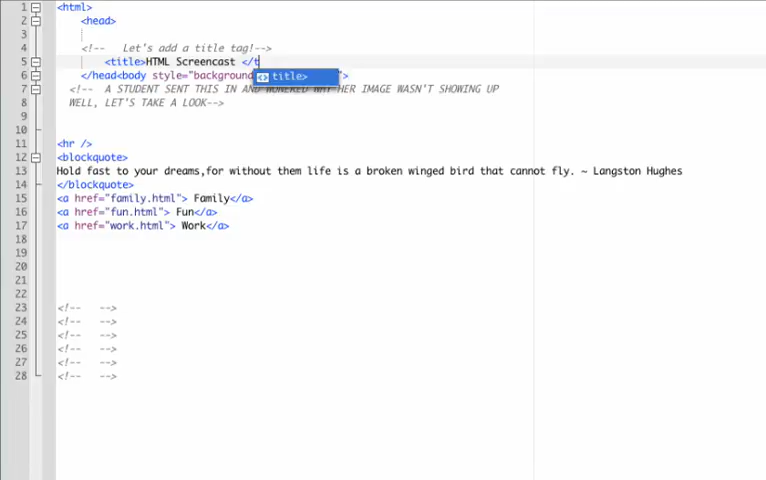 1 <html>
2 <head>
3
4 <!-- Let's add a title tag!-->
5 <title>HTML Screencast </t
6 </head<body style="background title> ">
7 <!-- A STUDENT SENT THIS IN AND WONERED WHY HER IMAGE WASN'T SHOWING UP
8 WELL, LET'S TAKE A LOOK-->
9
10
11 <hr />
12 <blockquote>
13 Hold fast to your dreams,for without them life is a broken winged bird that cannot fly. ~ Langston Hughes
14 </blockquote>
15 <a href="family.html"> Family</a>
16 <a href="fun.html"> Fun</a>
17 <a href="work.html"> Work</a>
18
19
20
21
22
23 <!-- -->
24 <!-- -->
25 <!-- -->
26 <!-- -->
27 <!-- -->
28 <!-- -->